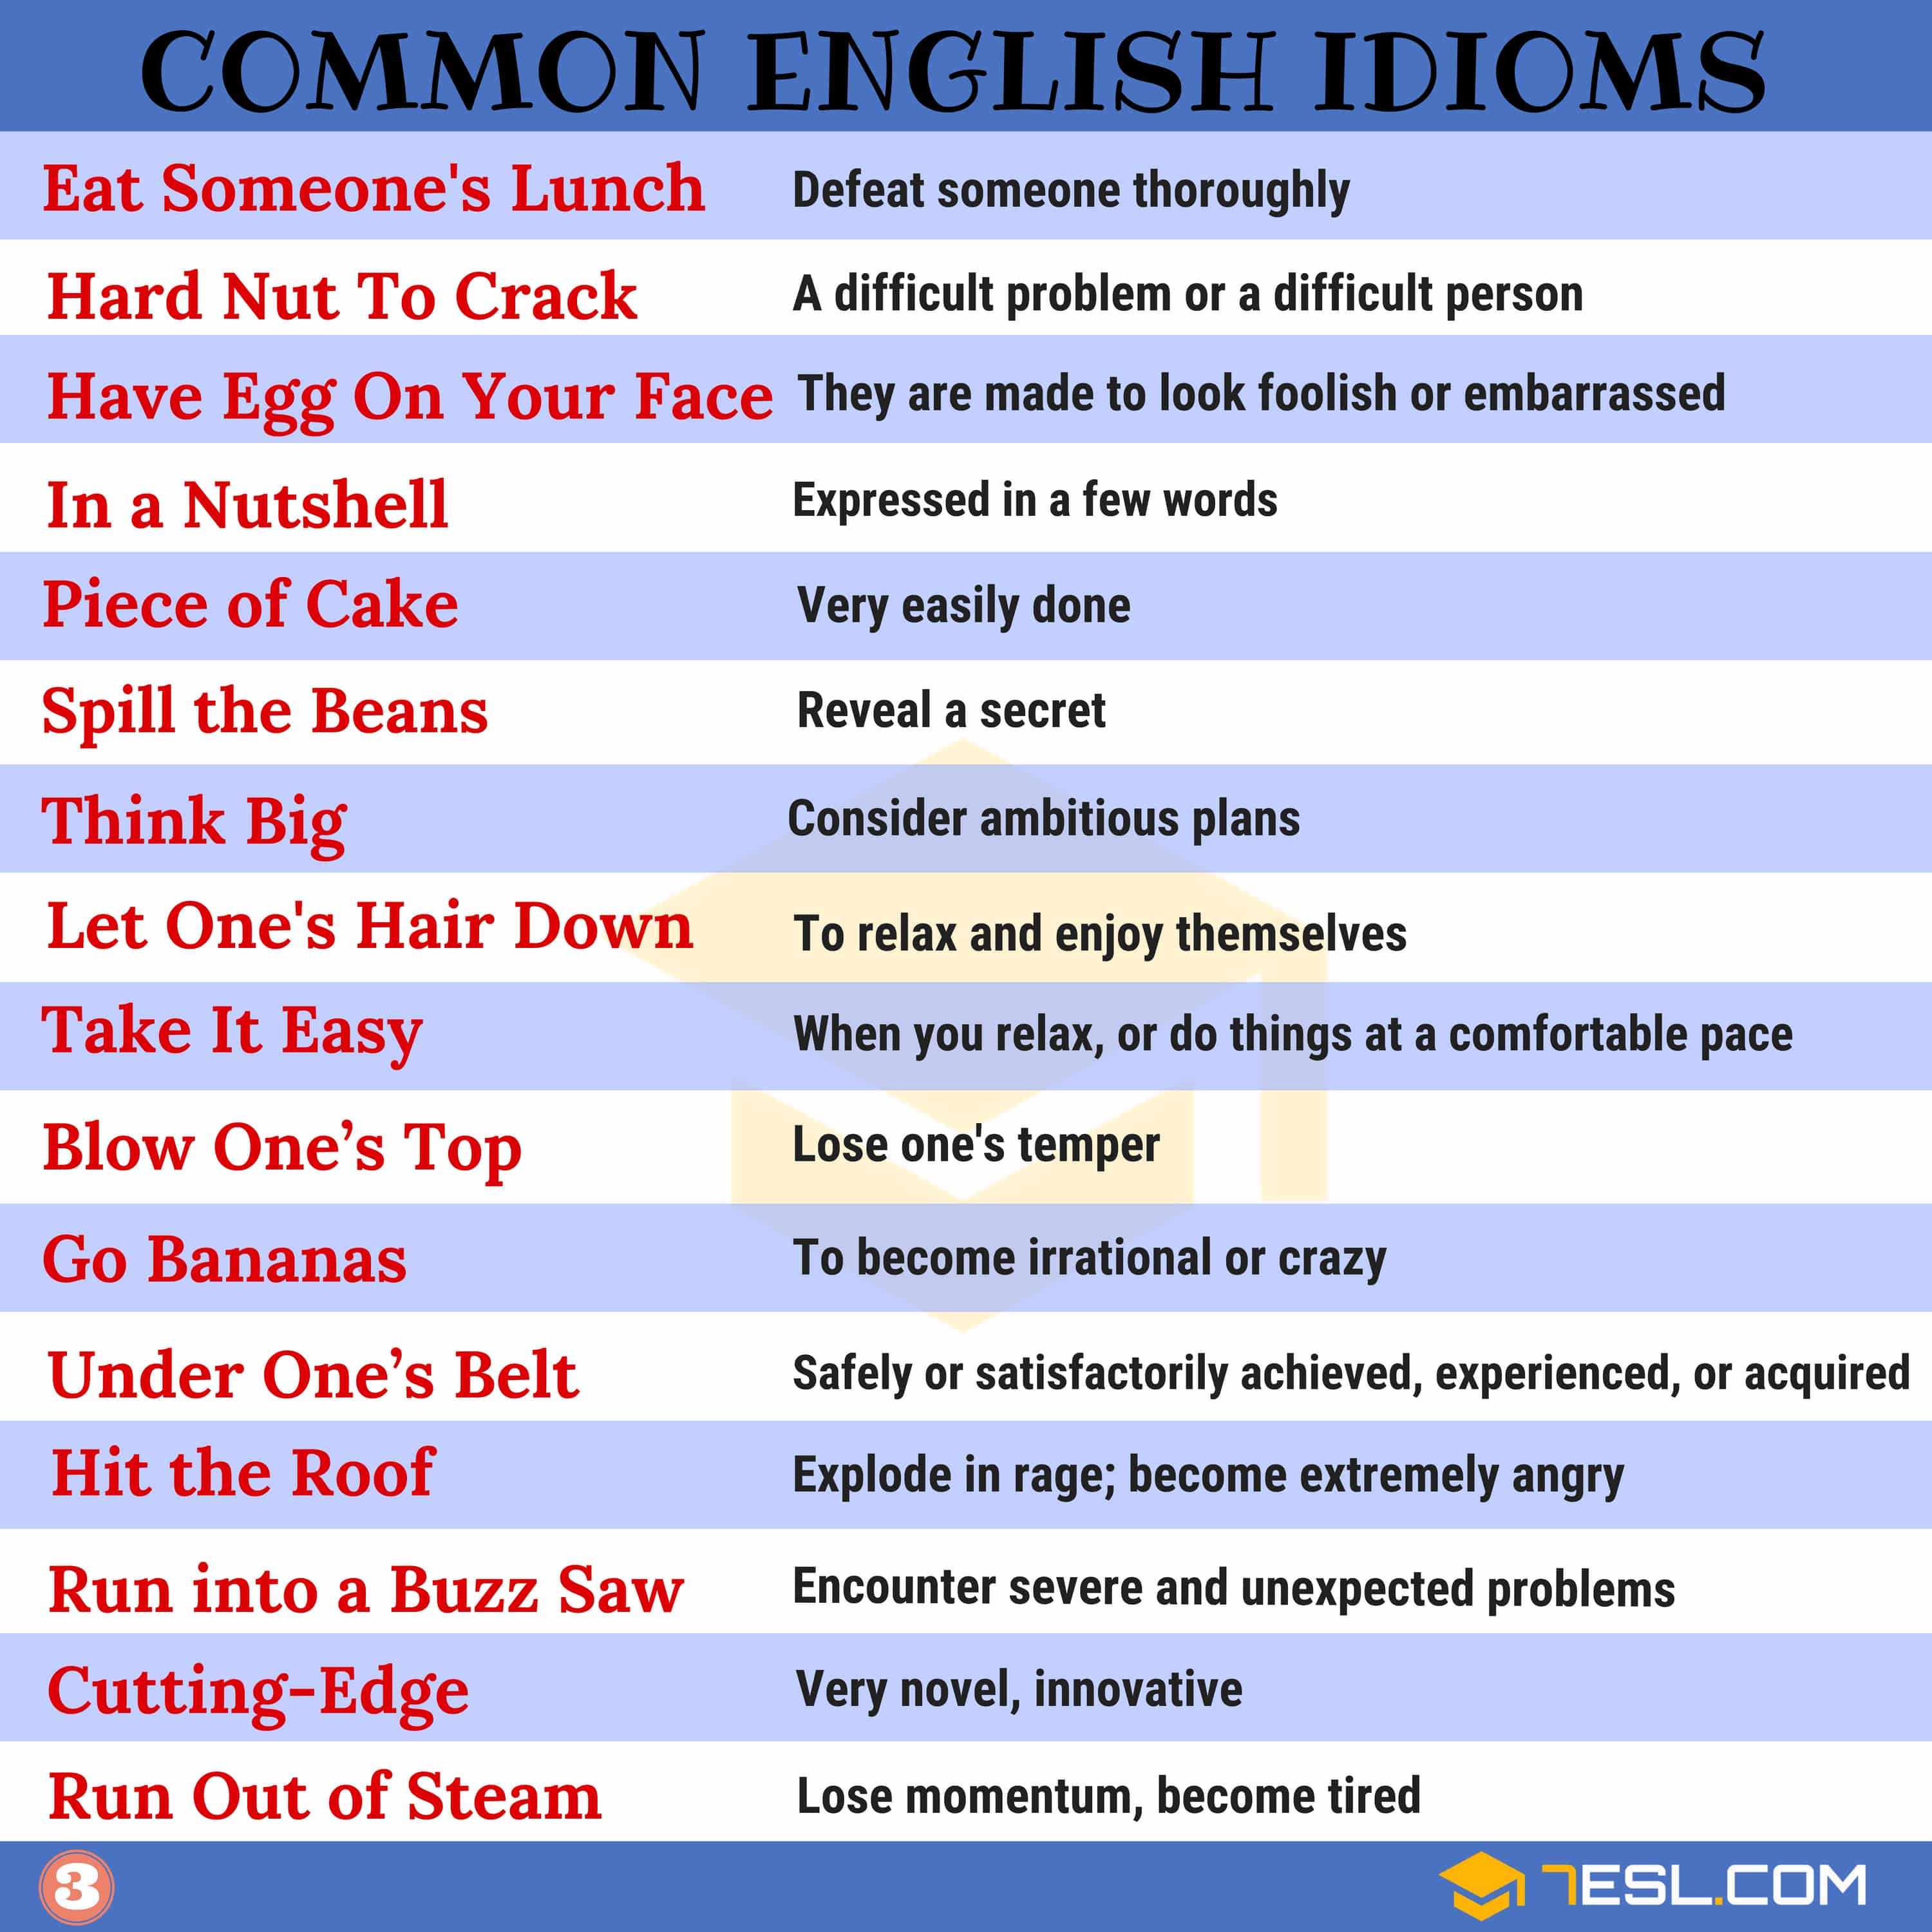 COMMON ENGLISH IDIOMS
Eat Someone's Lunch Defeat someone thoroughly
Hard Nut To Crack A difficult problem or a difficult person
Have Egg On Your Face They are made to look foolish or embarrassed
In a Nutshell Expressed in a few words
Piece of Cake Very easily done
Spill the Beans Reveal a secret
Think Big Consider ambitious plans
Let One's Hair Down To relax and enjoy themselves
Take It Easy When you relax, or do things at a comfortable pace
Blow One’s Top Lose one's temper
Go Bananas To become irrational or crazy
Under One’s Belt Safely or satisfactorily achieved, experienced, or acquired
Hit the Roof Explode in rage; become extremely angry
Run into a Buzz Saw Encounter severe and unexpected problems
Cutting-Edge Very novel, innovative
Run Out of Steam Lose momentum, become tired
3 7ESL.COM